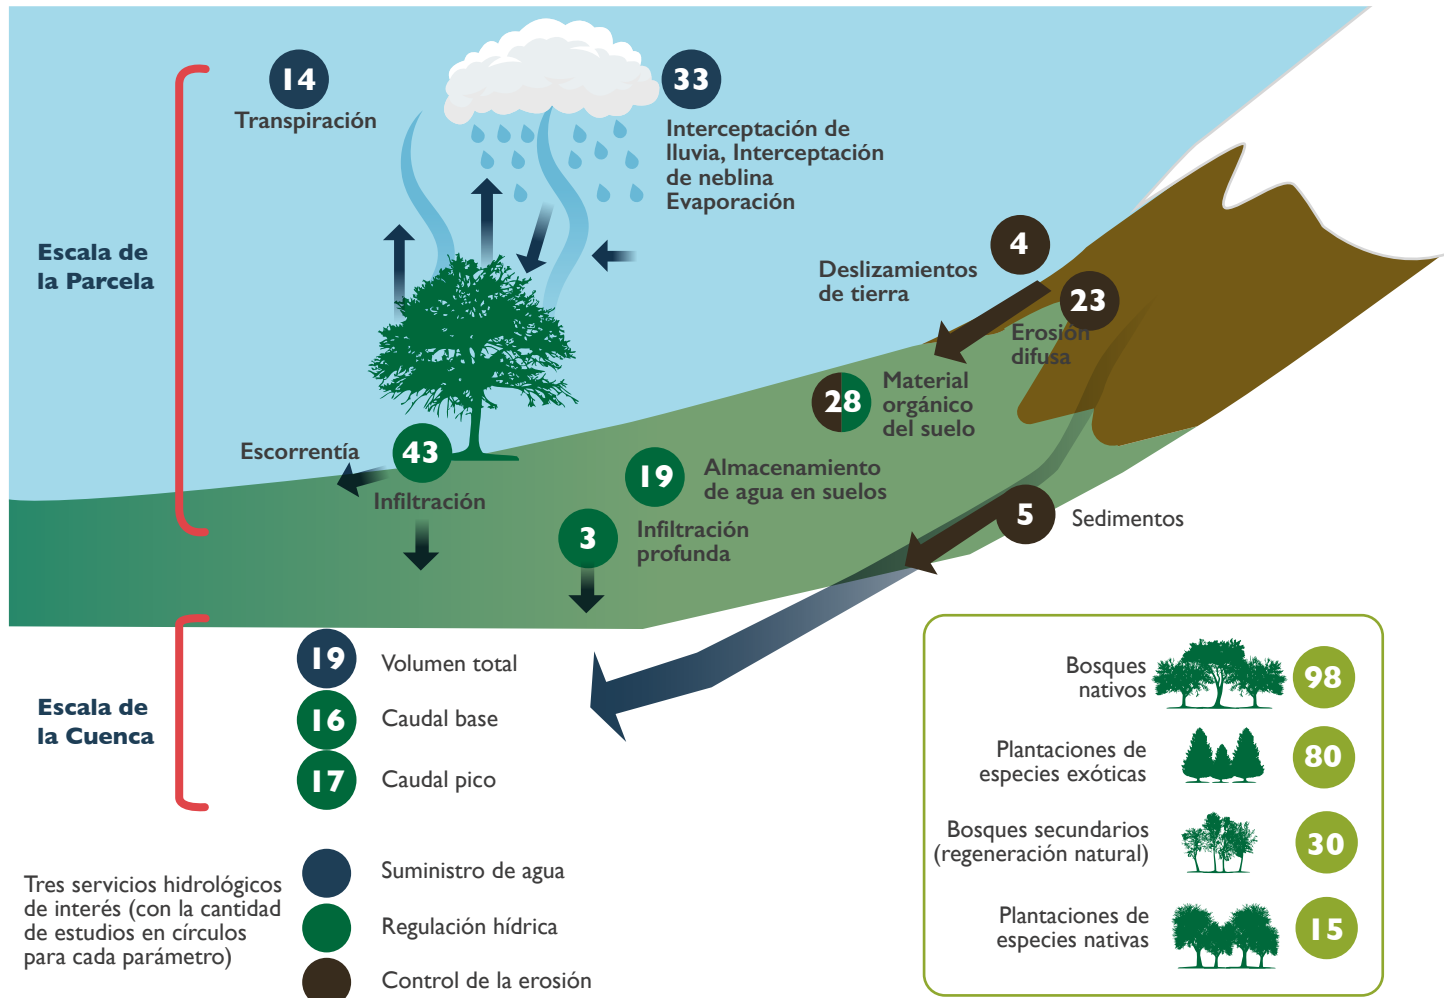 14
Transpiración
33
Interceptación de
lluvia, Interceptación
de neblina
Evaporación
Escala de
la Parcela
4
Deslizamientos
de tierra
23
Erosión
difusa
28
Material
orgánico
del suelo
Escorrentía
43
Infiltración
19
Almacenamiento
de agua en suelos
3
Infiltración
profunda
5
Sedimentos
Escala de
la Cuenca
19
Volumen total
16
Caudal base
17
Caudal pico
Tres servicios hidrológicos
de interés (con la cantidad
de estudios en círculos
para cada parámetro)
Suministro de agua
Regulación hídrica
Control de la erosión
Bosques
nativos
98
Plantaciones de
especies exóticas
80
Bosques secundarios
(regeneración natural)
30
Plantaciones de
especies nativas
15